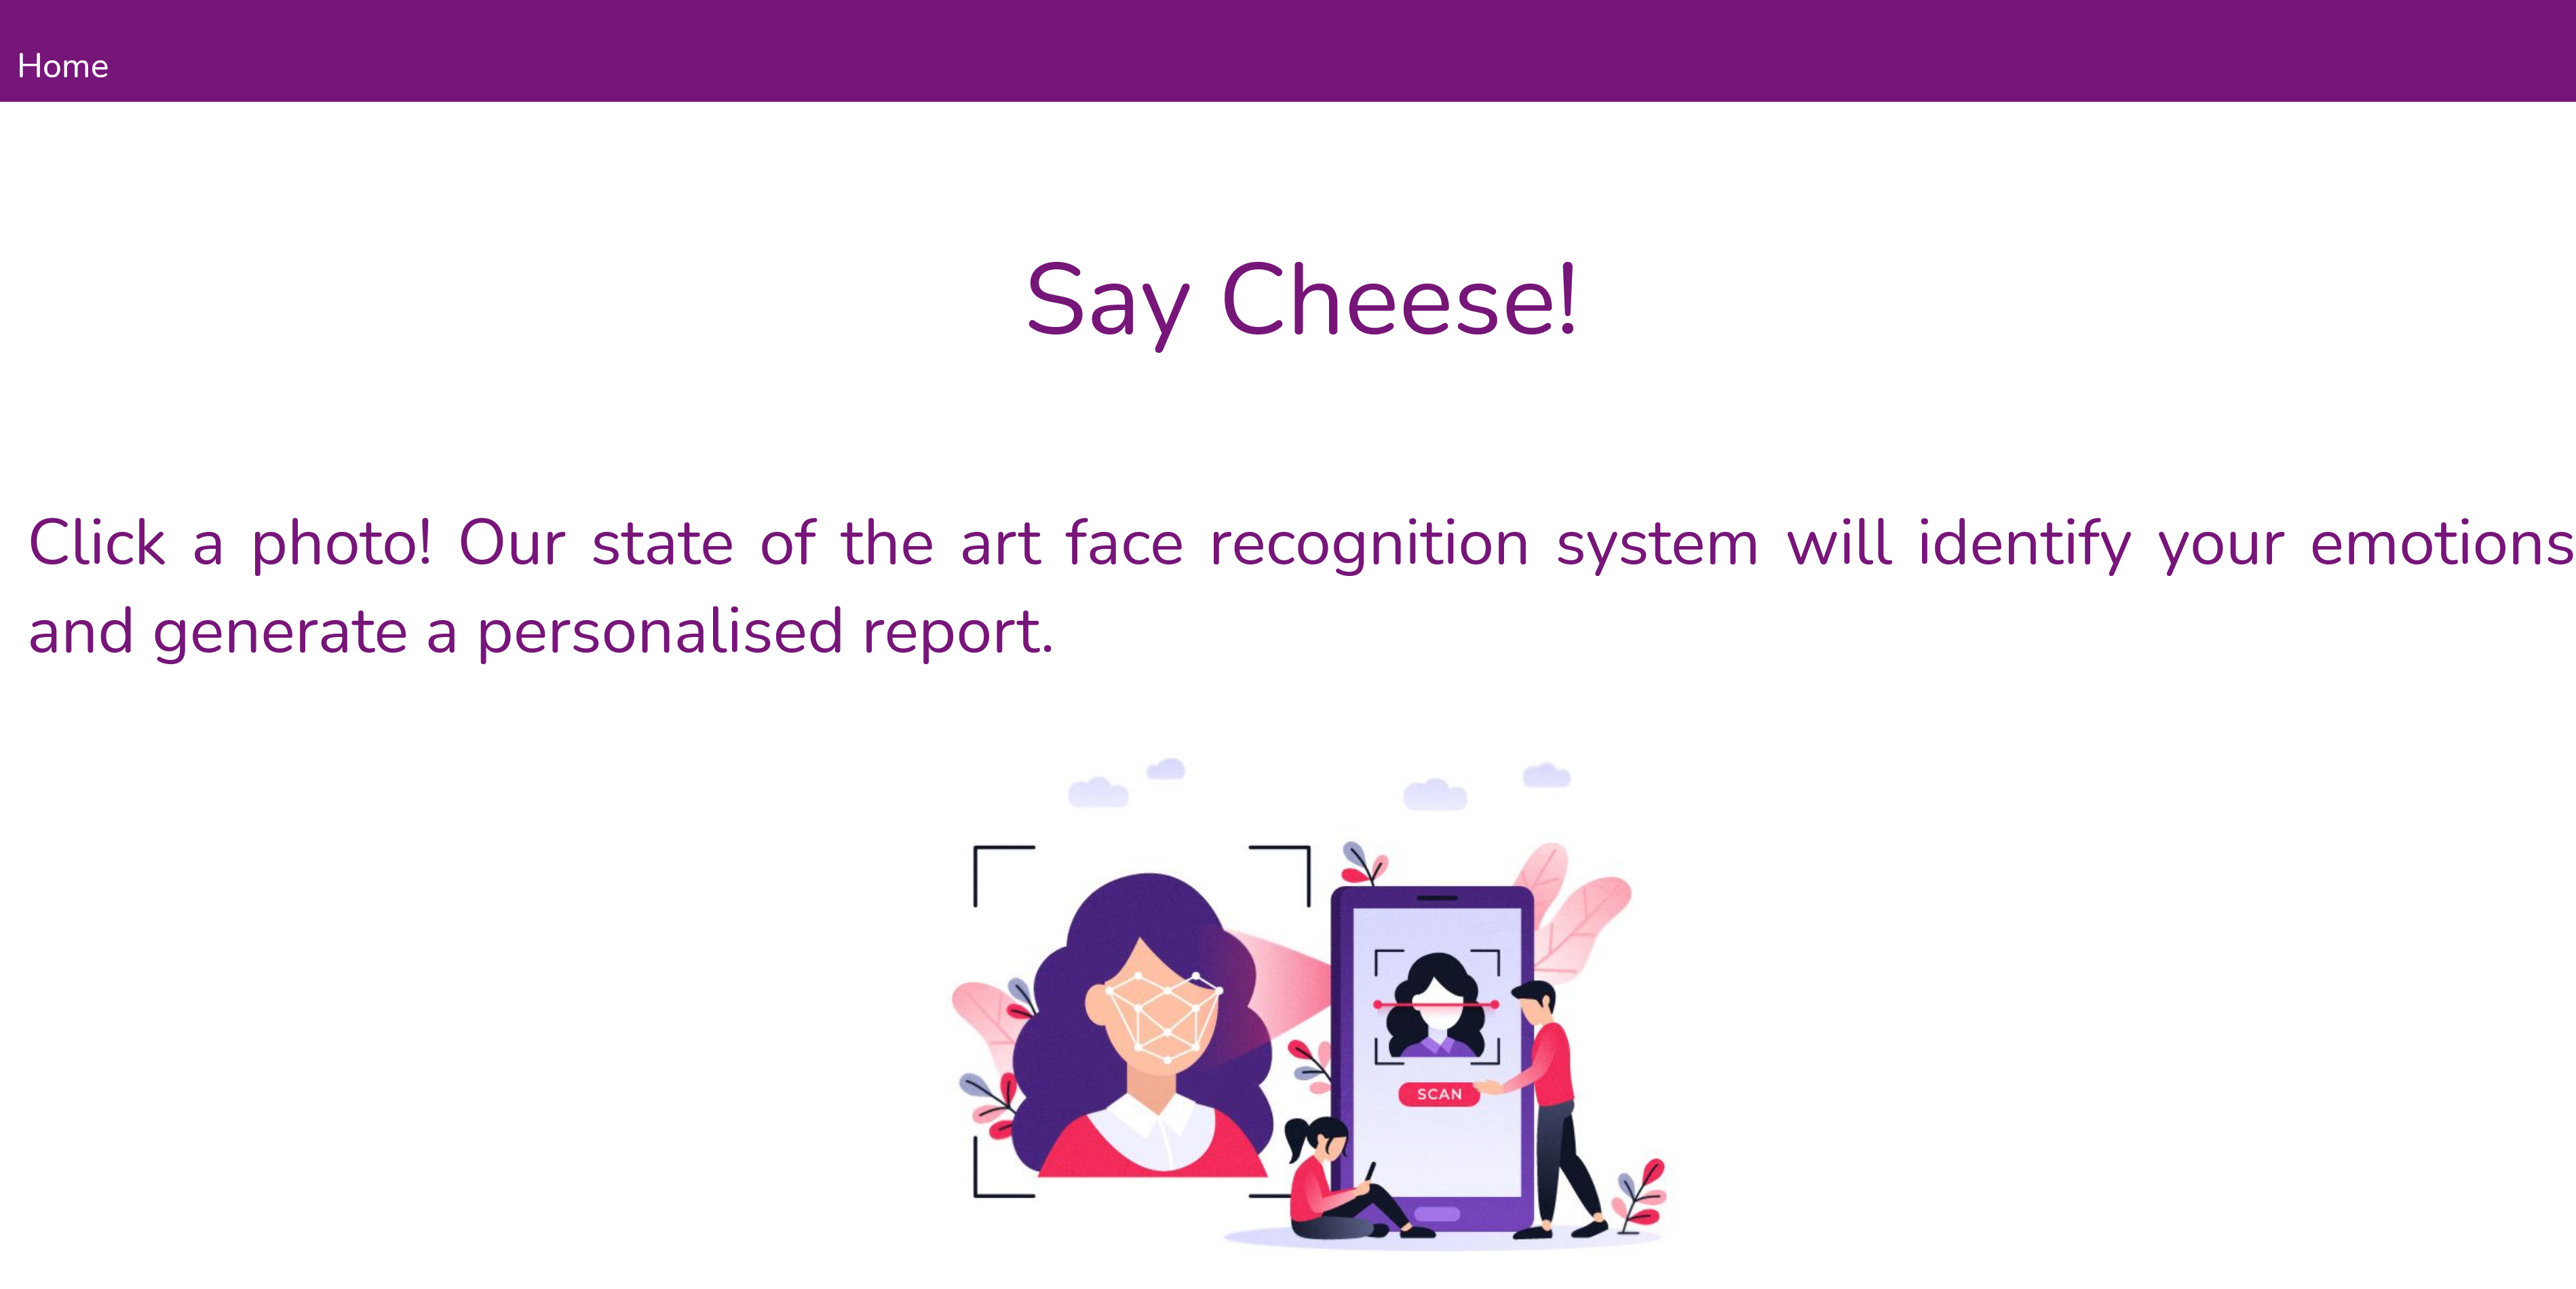 Home
Say Cheese!
Click a photo! Our state of the art face recognition system will identify your emotions
and generate a personalised report.
SCAN